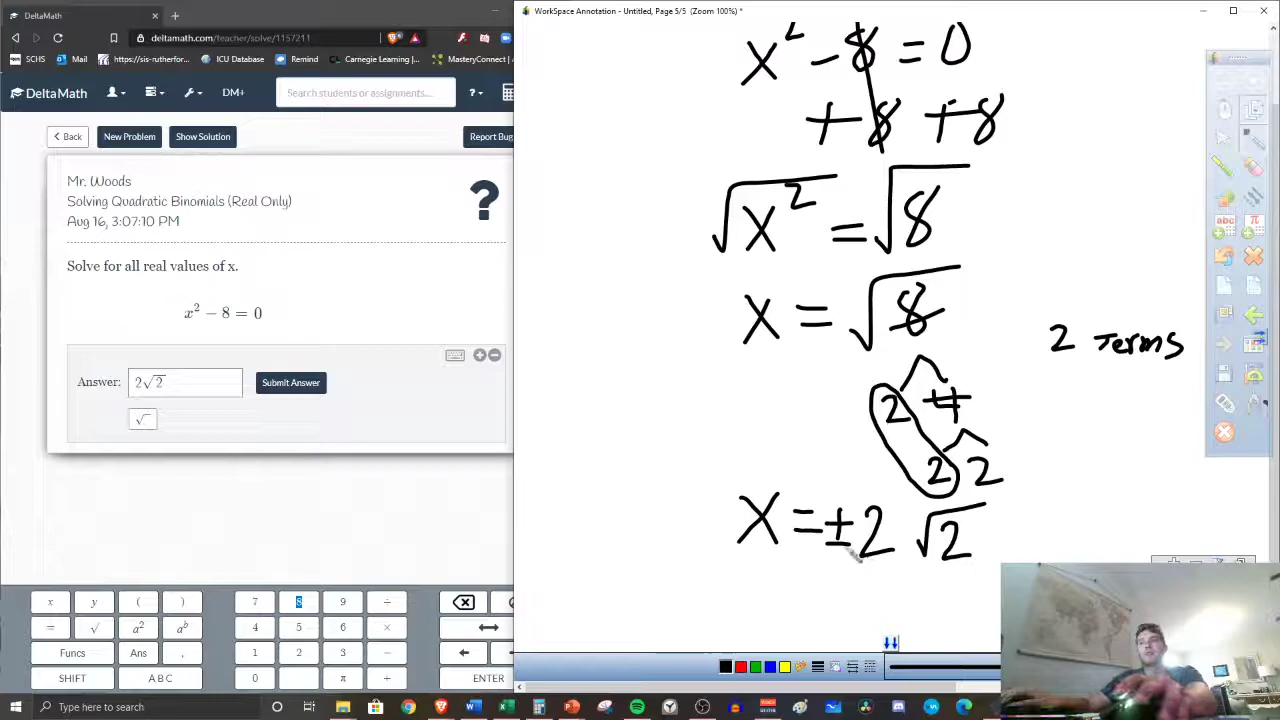 DeltaMath
WorkSpace Annotation - Untitled, Page 5/5 (Zoom 100%) *
deltamath.com/teacher/solve/1157211
SCHS
Mail
https://conference...
ICU Dabac
Renaissance
Carnegie Learning...
MasteryConnect
DeltaMath
DM+
Search students or assignments...
Back
New Problem
Show Solution
Report Bug
Mr. Woods
Solving Quadratic Binomials (Real Only)
Aug 16, 3:07:10 PM
?
Solve for all real values of x.
x² − 8 = 0
Answer:
2√2
Submit Answer
√
x² − 8 = 0
+ 8 + 8
√x² = √8
x = √8
2 Terms
2 4
2 2
x = ± 2 √2
abc
π
x y ( ) 7 8 9 ÷
= √ a² aᵇ 4 5 6 ×
Funcs Ans , 1 2 3 −
SHIFT 0 . π + ENTER
Type here to search